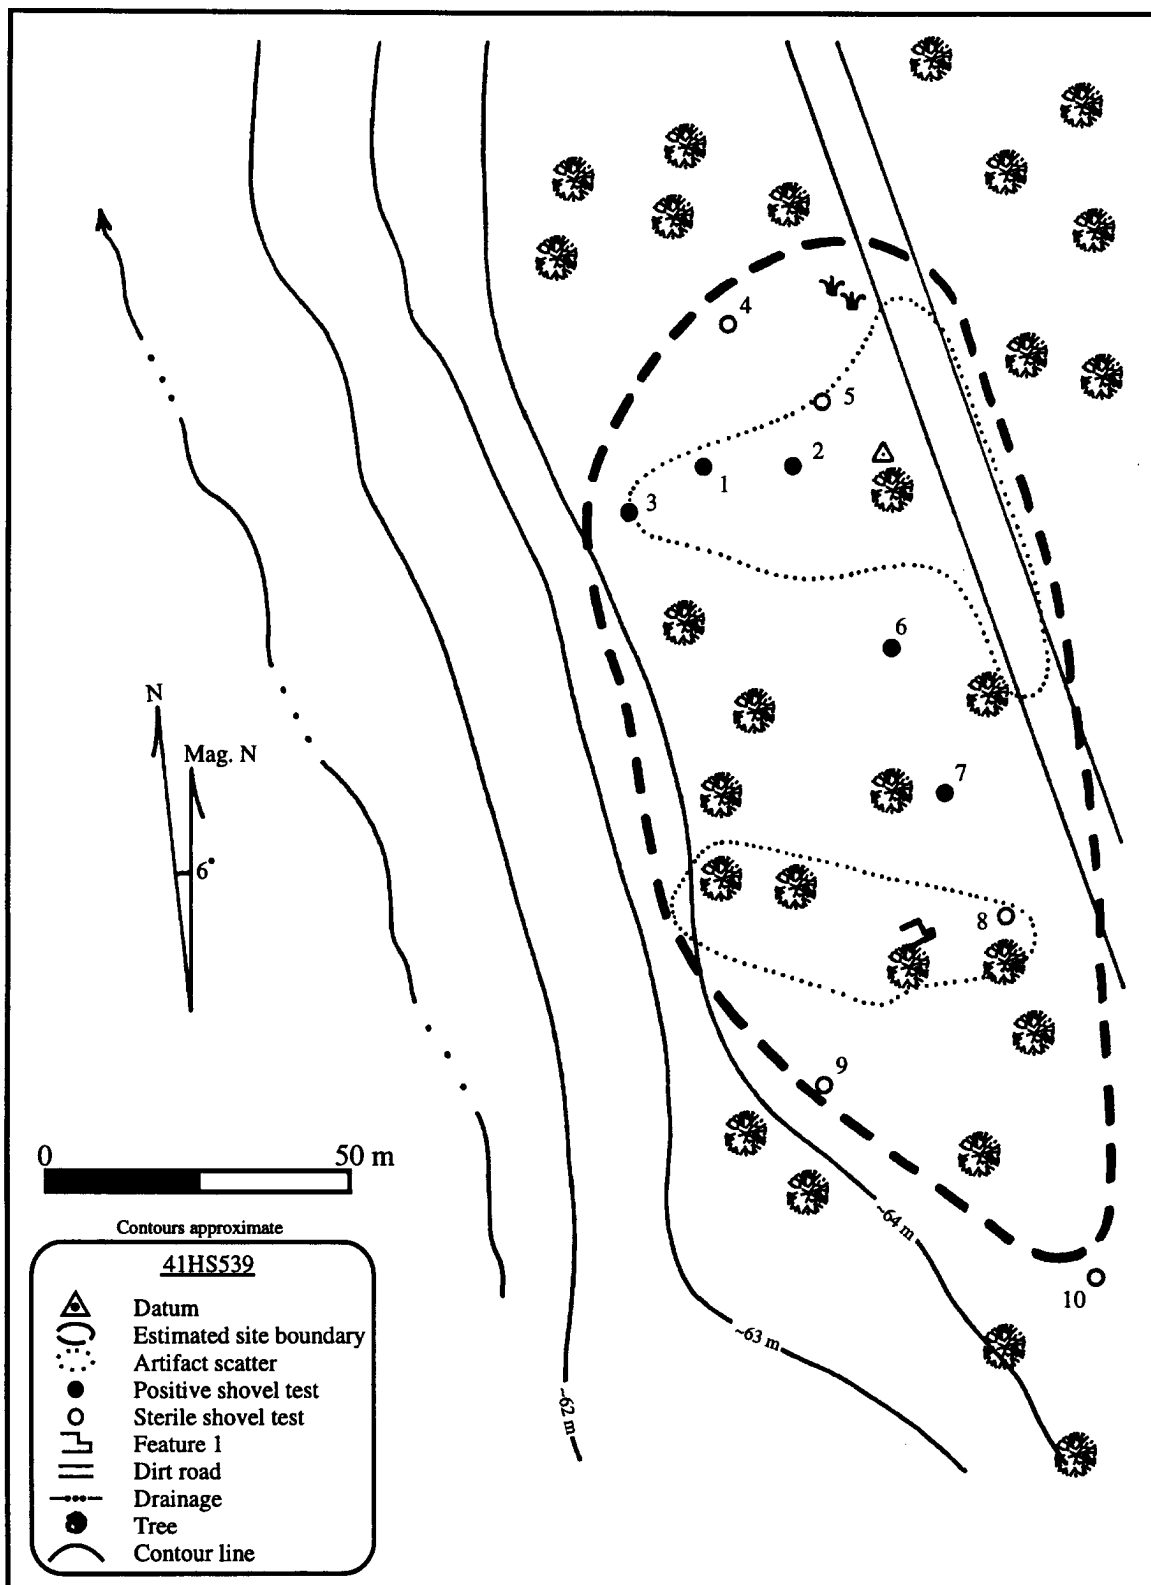 4
5
2
1
3
6
N
Mag. N
7
6°
8
9
0 50 m
~64 m
Contours approximate
10
41HS539
~63 m
~62 m
Datum
Estimated site boundary
Artifact scatter
Positive shovel test
Sterile shovel test
Feature 1
Dirt road
Drainage
Tree
Contour line